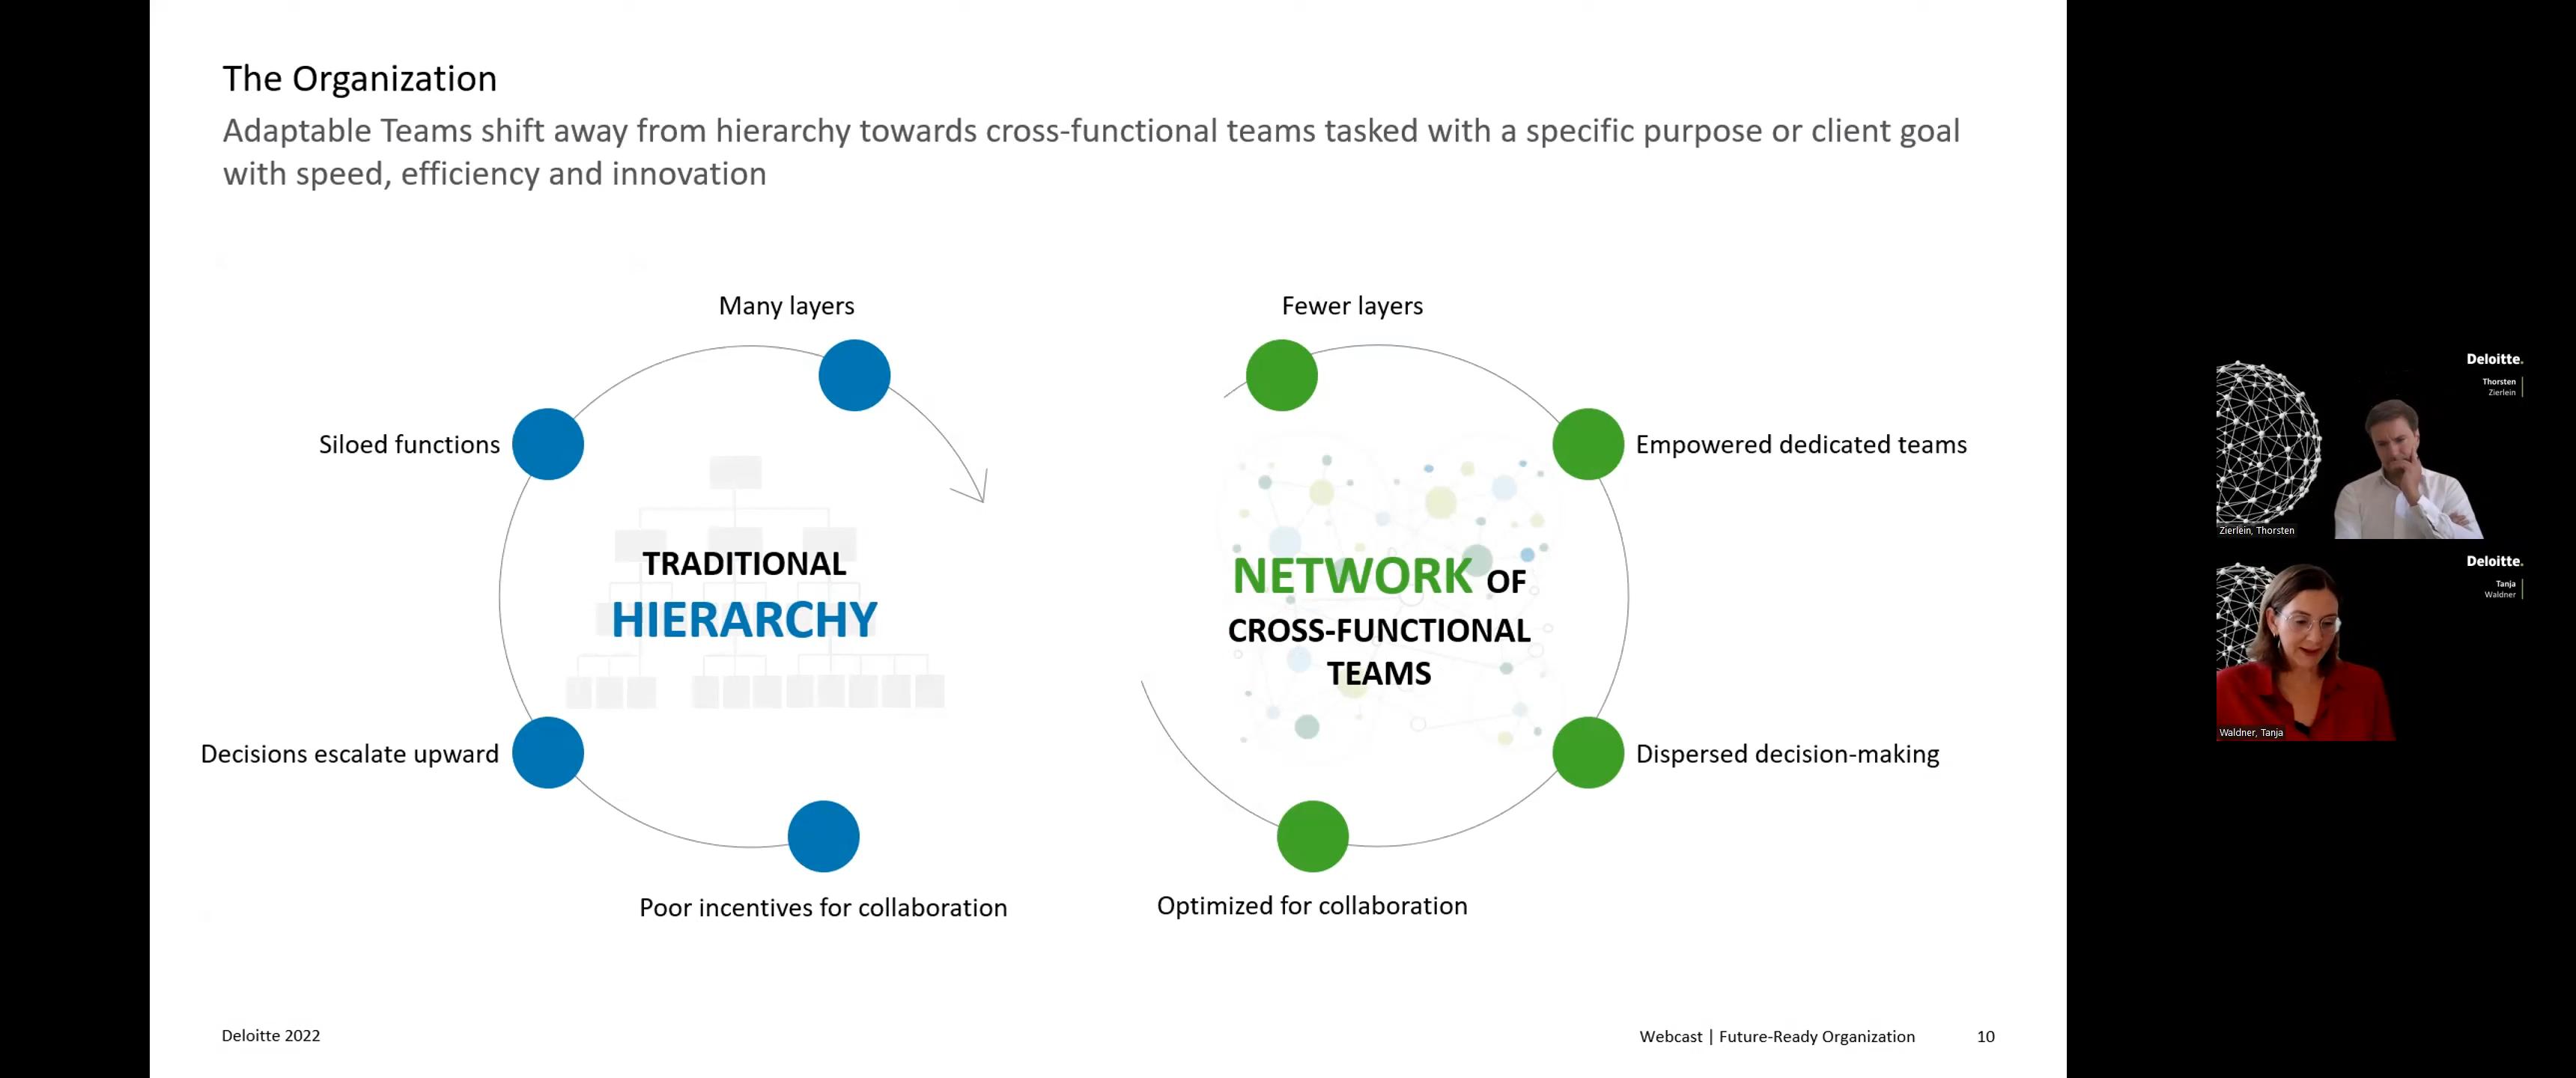 The Organization
Adaptable Teams shift away from hierarchy towards cross-functional teams tasked with a specific purpose or client goal
with speed, efficiency and innovation
Many layers
Siloed functions
TRADITIONAL
HIERARCHY
Decisions escalate upward
Poor incentives for collaboration
Fewer layers
Empowered dedicated teams
NETWORK OF
CROSS-FUNCTIONAL
TEAMS
Dispersed decision-making
Optimized for collaboration
Deloitte 2022
Webcast | Future-Ready Organization 10
Deloitte.
Thorsten
Zierlein
Zierlein, Thorsten
Deloitte.
Tanja
Waldner
Waldner, Tanja